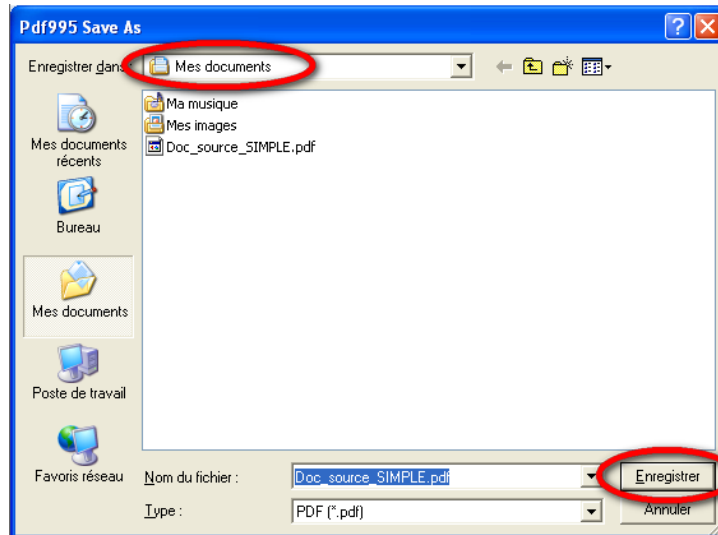 Pdf995 Save As
Enregistrer dans :
Mes documents
Ma musique
Mes images
Doc_source_SIMPLE.pdf
Mes documents
récents
Bureau
Mes documents
Poste de travail
Favoris réseau
Nom du fichier :
Doc_source_SIMPLE.pdf
Enregistrer
Type :
PDF (*.pdf)
Annuler